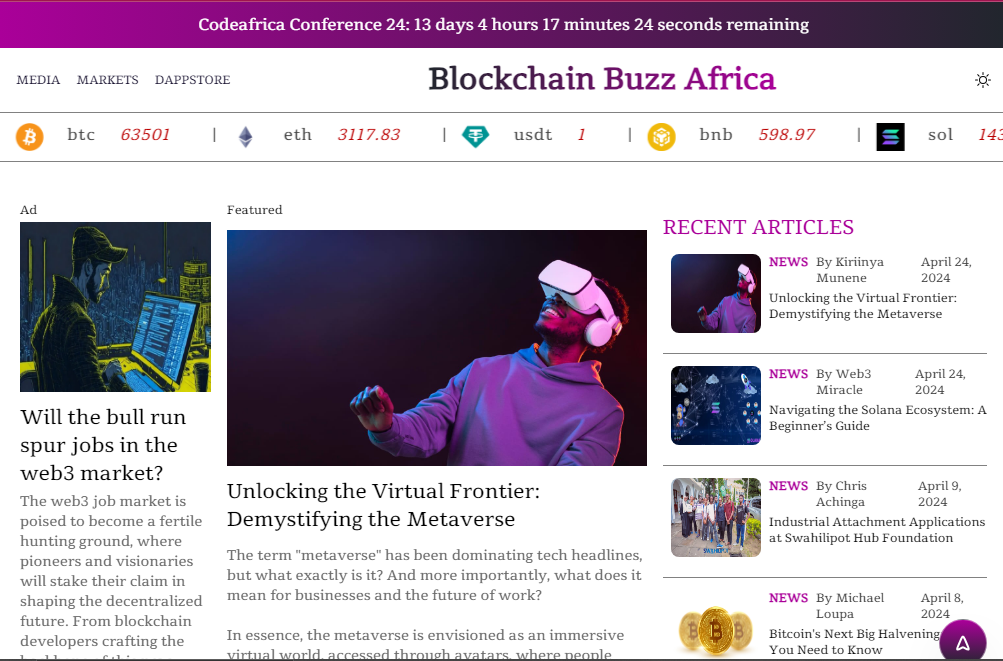 Codeafrica Conference 24: 13 days 4 hours 17 minutes 24 seconds remaining
MEDIA MARKETS DAPPSTORE
Blockchain Buzz Africa
btc 63501 | eth 3117.83 | usdt 1 | bnb 598.97 | sol 143
Ad
Will the bull run
spur jobs in the
web3 market?
The web3 job market is
poised to become a fertile
hunting ground, where
pioneers and visionaries
will stake their claim in
shaping the decentralized
future. From blockchain
developers crafting the
Featured
Unlocking the Virtual Frontier:
Demystifying the Metaverse
The term "metaverse" has been dominating tech headlines,
but what exactly is it? And more importantly, what does it
mean for businesses and the future of work?
In essence, the metaverse is envisioned as an immersive
virtual world, accessed through avatars, where people
RECENT ARTICLES
NEWS By Kiriinya April 24,
Munene 2024
Unlocking the Virtual Frontier:
Demystifying the Metaverse
NEWS By Web3 April 24,
Miracle 2024
Navigating the Solana Ecosystem: A
Beginner's Guide
NEWS By Chris April 9,
Achinga 2024
Industrial Attachment Applications
at Swahilipot Hub Foundation
NEWS By Michael April 8,
Loupa 2024
Bitcoin's Next Big Halvening
You Need to Know